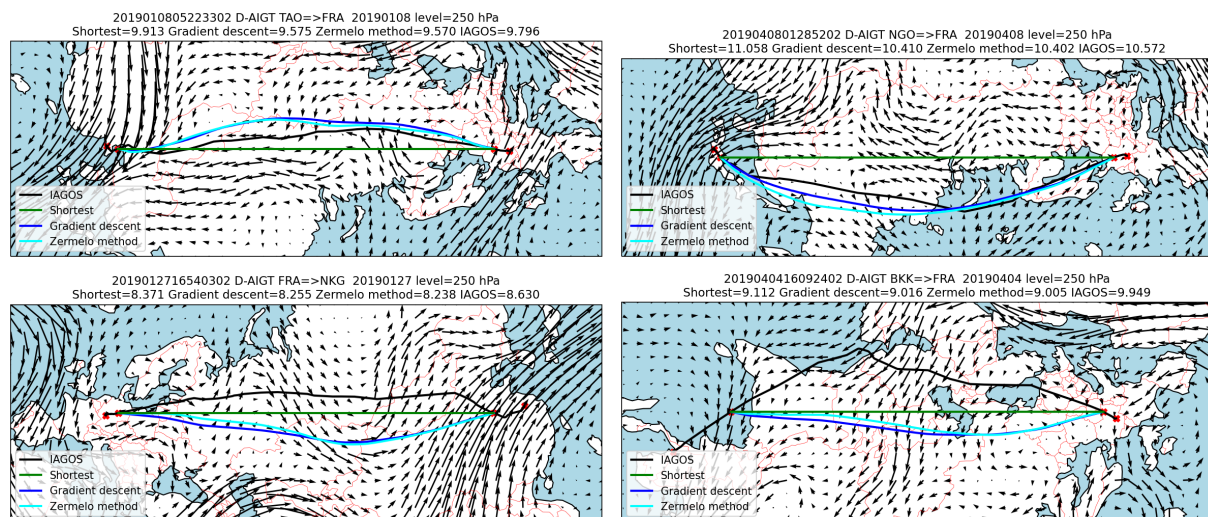 2019010805223302 D-AIGT TAO=>FRA 20190108 level=250 hPa
Shortest=9.913 Gradient descent=9.575 Zermelo method=9.570 IAGOS=9.796
IAGOS
Shortest
Gradient descent
Zermelo method
2019040801285202 D-AIGT NGO=>FRA 20190408 level=250 hPa
Shortest=11.058 Gradient descent=10.410 Zermelo method=10.402 IAGOS=10.572
IAGOS
Shortest
Gradient descent
Zermelo method
2019012716540302 D-AIGT FRA=>NKG 20190127 level=250 hPa
Shortest=8.371 Gradient descent=8.255 Zermelo method=8.238 IAGOS=8.630
IAGOS
Shortest
Gradient descent
Zermelo method
2019040416092402 D-AIGT BKK=>FRA 20190404 level=250 hPa
Shortest=9.112 Gradient descent=9.016 Zermelo method=9.005 IAGOS=9.949
IAGOS
Shortest
Gradient descent
Zermelo method